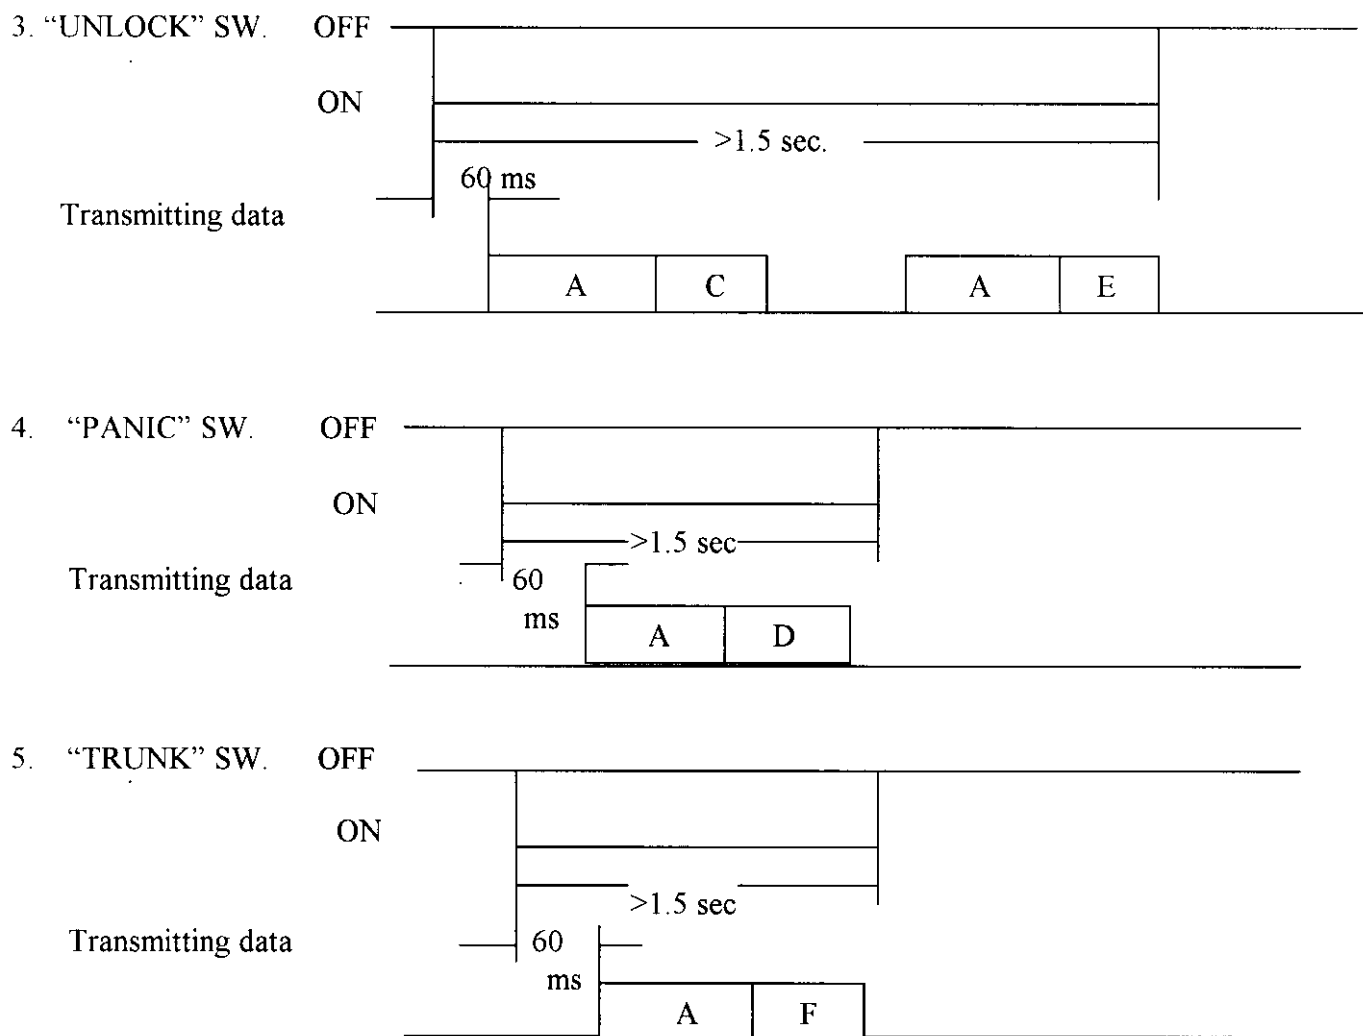 3. “UNLOCK” SW. OFF
ON
>1.5 sec.
60 ms
Transmitting data
A C A E
4. “PANIC” SW. OFF
ON
>1.5 sec
Transmitting data 60
ms
A D
5. “TRUNK” SW. OFF
ON
>1.5 sec
Transmitting data 60
ms
A F